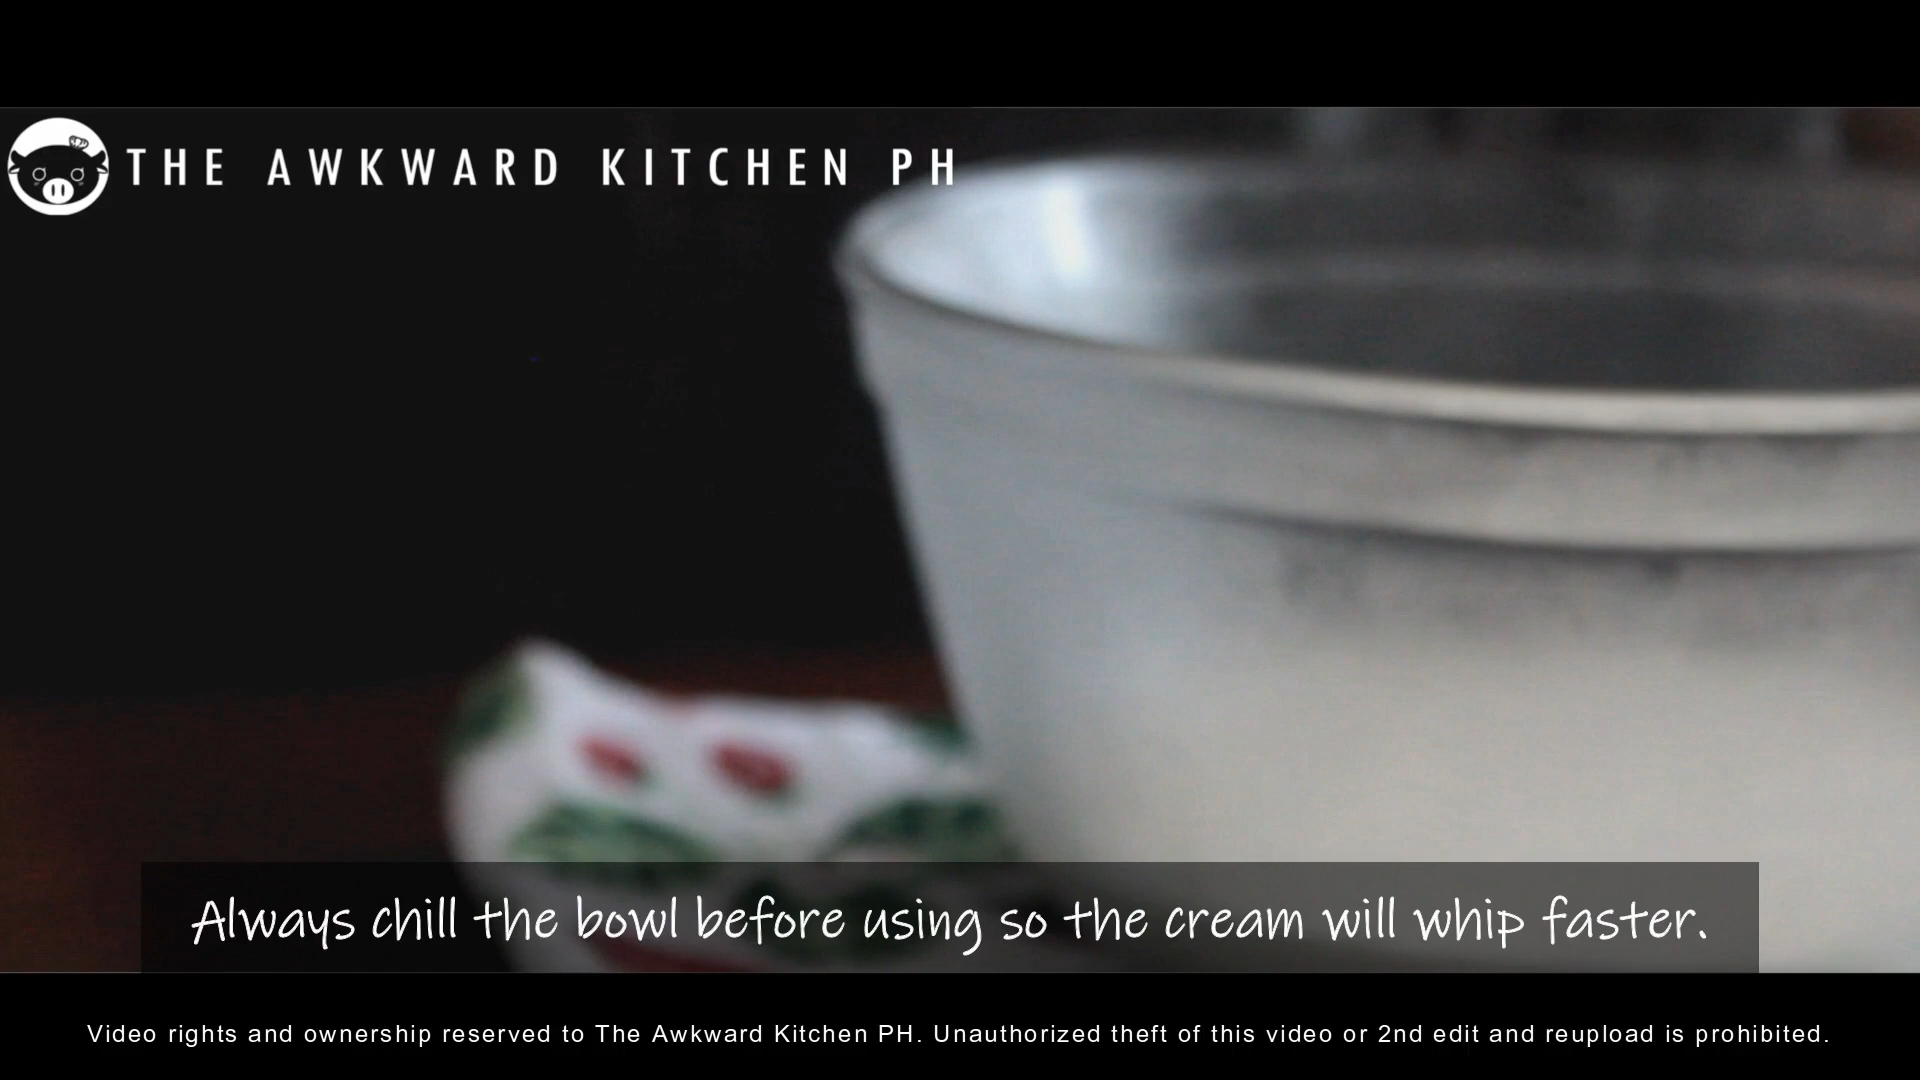 THE AWKWARD KITCHEN PH
Always chill the bowl before using so the cream will whip faster.
Video rights and ownership reserved to The Awkward Kitchen PH. Unauthorized theft of this video or 2nd edit and reupload is prohibited.